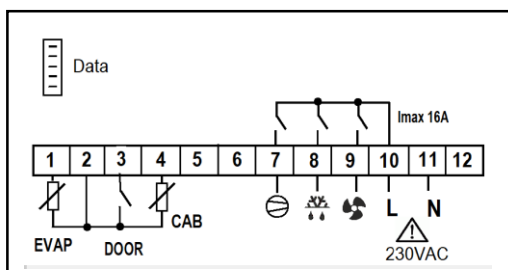 Data
Imax 16A
1 2 3 4 5 6 7 8 9 10 11 12
EVAP DOOR CAB L N
230VAC